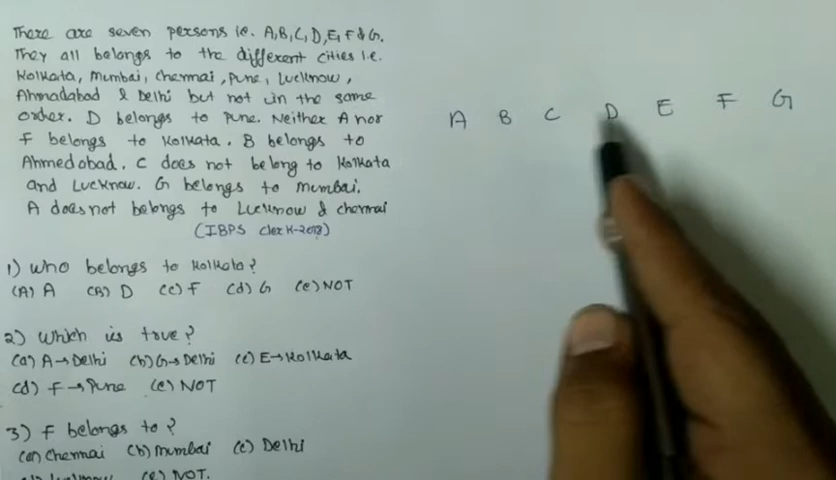 There are seven persons ie. A,B,C,D,E,F & G.
They all belongs to the different cities i.e.
Kolkata, Mumbai, Chennai, Pune, Lucknow,
Ahmadabad & Delhi but not in the same
order. D belongs to Pune. Neither A nor
F belongs to Kolkata. B belongs to
Ahmedabad. C does not belong to Kolkata
and Lucknow. G belongs to Mumbai.
A does not belongs to Lucknow & Chennai
(IBPS Clerk-2018)
A B C D E F G
1) Who belongs to Kolkata?
(A) A (B) D (C) F (d) G (e) NOT
2) Which is true?
(a) A→Delhi (b) G→Delhi (c) E→Kolkata
(d) F→Pune (e) NOT
3) F belongs to?
(a) Chennai (b) Mumbai (c) Delhi
(d) Lucknow (e) NOT.